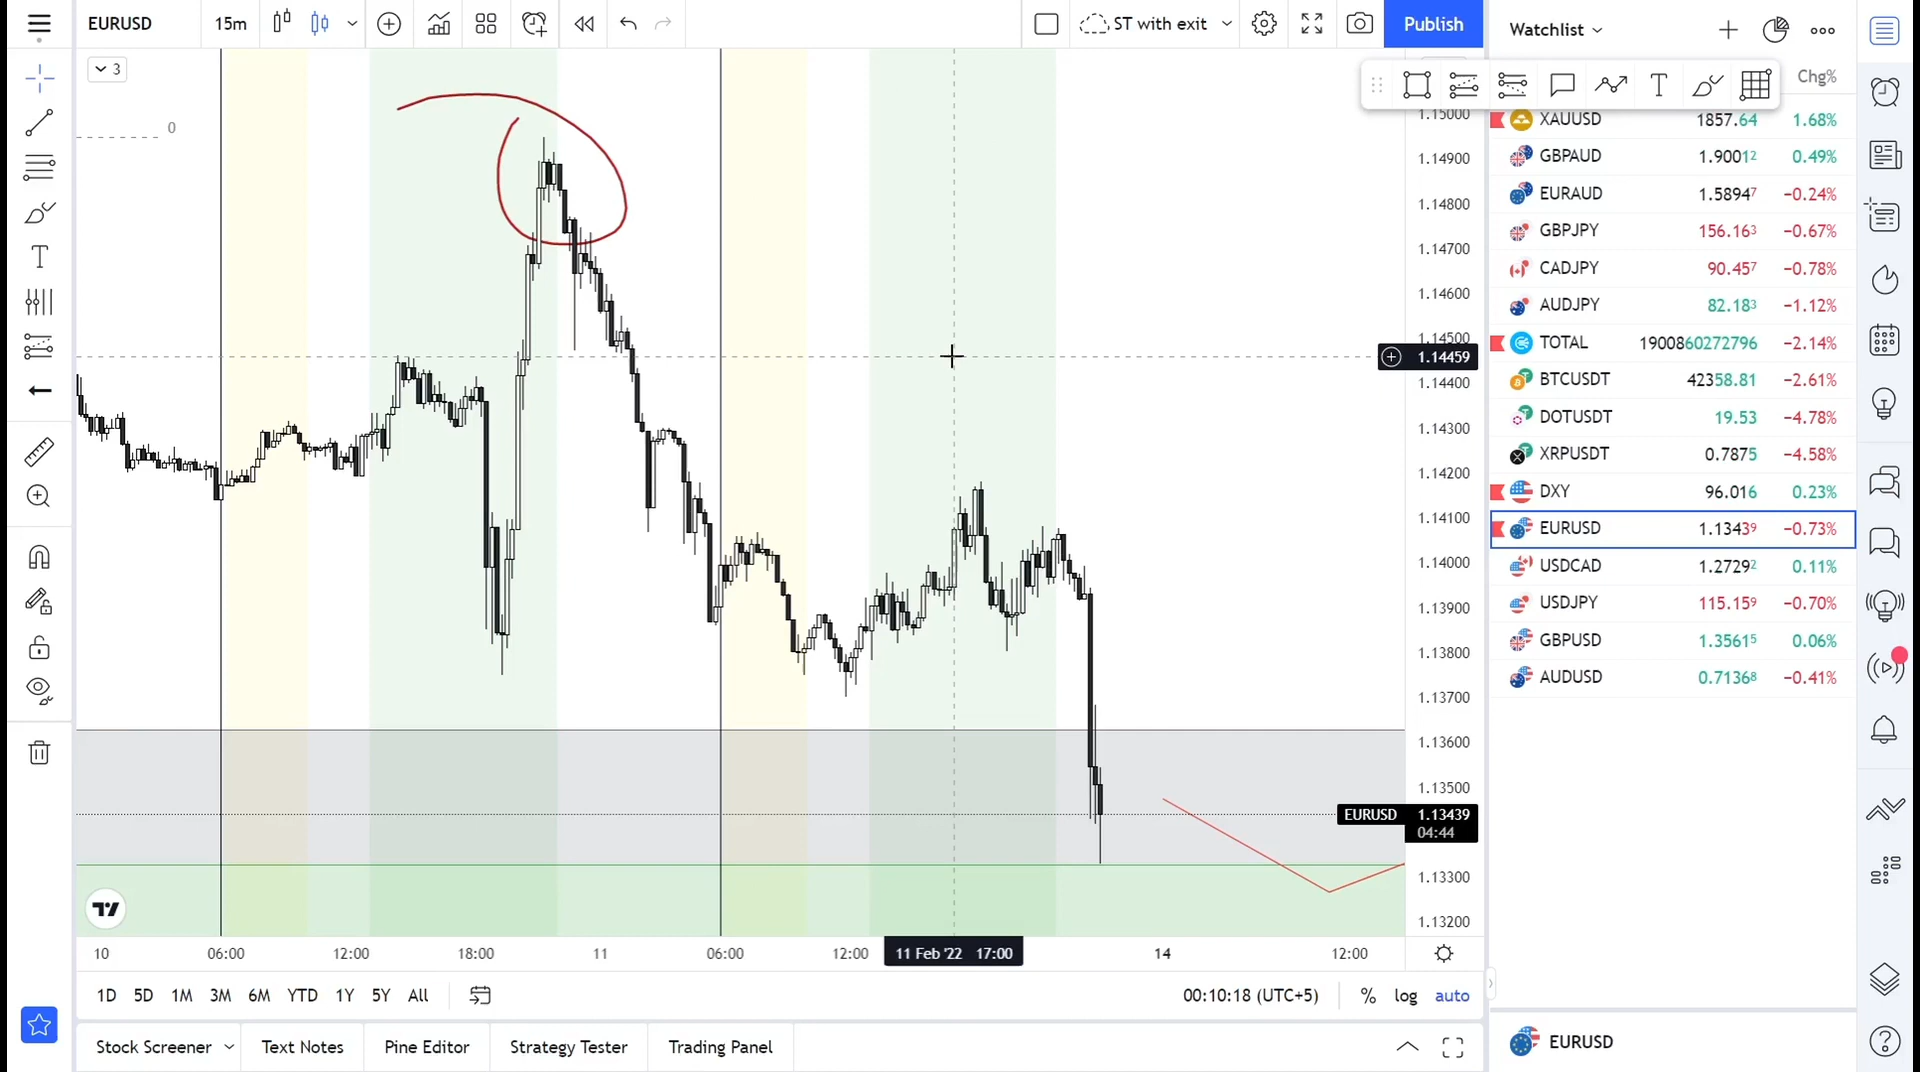 EURUSD 15m ST with exit Publish
3
0
1.15000
1.14900
1.14800
1.14700
1.14600
1.14500
1.14459
1.14400
1.14300
1.14200
1.14100
1.14000
1.13900
1.13800
1.13700
1.13600
1.13500
EURUSD 1.13439
04:44
1.13300
1.13200
10 06:00 12:00 18:00 11 06:00 12:00 11 Feb '22 17:00 14 12:00
1D 5D 1M 3M 6M YTD 1Y 5Y All 00:10:18 (UTC+5) % log auto
Stock Screener Text Notes Pine Editor Strategy Tester Trading Panel
Watchlist
T Chg%
XAUUSD 1857.64 1.68%
GBPAUD 1.90012 0.49%
EURAUD 1.58947 −0.24%
GBPJPY 156.163 −0.67%
CADJPY 90.457 −0.78%
AUDJPY 82.183 −1.12%
TOTAL 1900860272796 −2.14%
BTCUSDT 42358.81 −2.61%
DOTUSDT 19.53 −4.78%
XRPUSDT 0.7875 −4.58%
DXY 96.016 0.23%
EURUSD 1.13439 −0.73%
USDCAD 1.27292 0.11%
USDJPY 115.159 −0.70%
GBPUSD 1.35615 0.06%
AUDUSD 0.71368 −0.41%
EURUSD